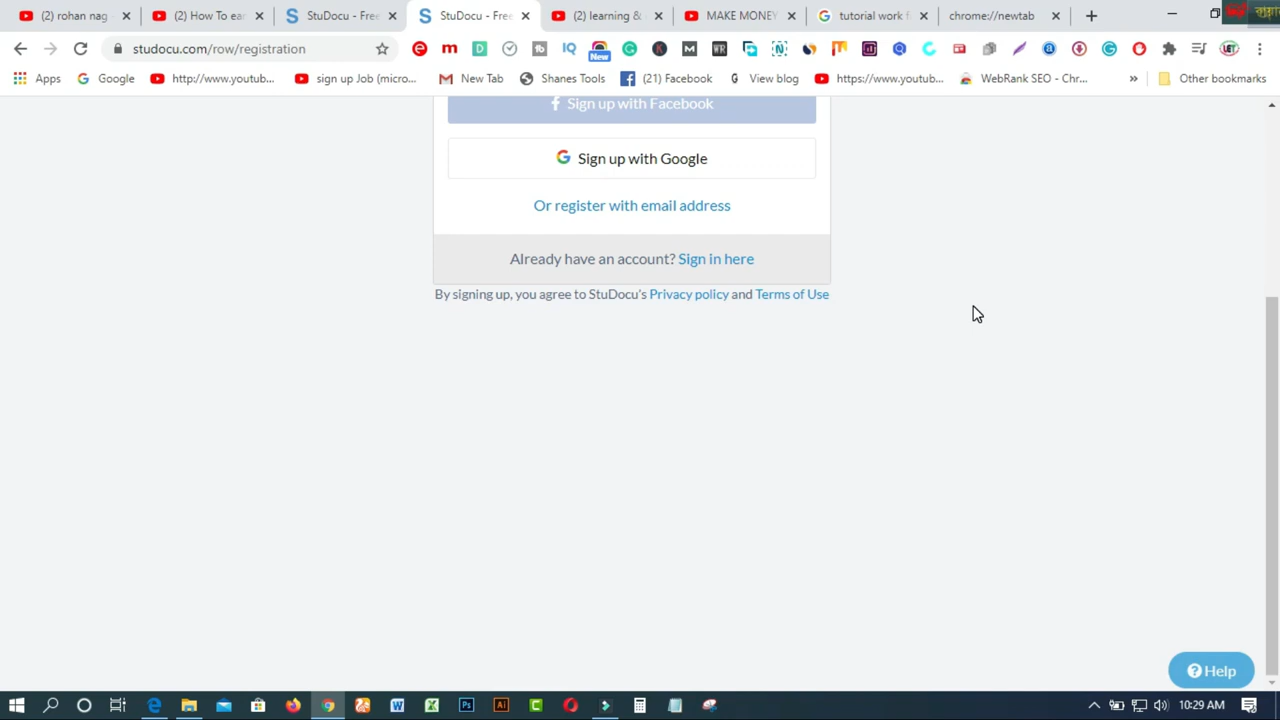 (2) rohan nag
(2) How To ear
StuDocu - Free
StuDocu - Free
(2) learning &
MAKE MONEY
tutorial work f
chrome://newtab
studocu.com/row/registration
New
Apps
Google
http://www.youtub...
sign up Job (micro...
New Tab
Shanes Tools
(21) Facebook
View blog
https://www.youtub...
WebRank SEO - Chr...
Other bookmarks
Sign up with Facebook
Sign up with Google
Or register with email address
Already have an account? Sign in here
By signing up, you agree to StuDocu's Privacy policy and Terms of Use
Help
10:29 AM